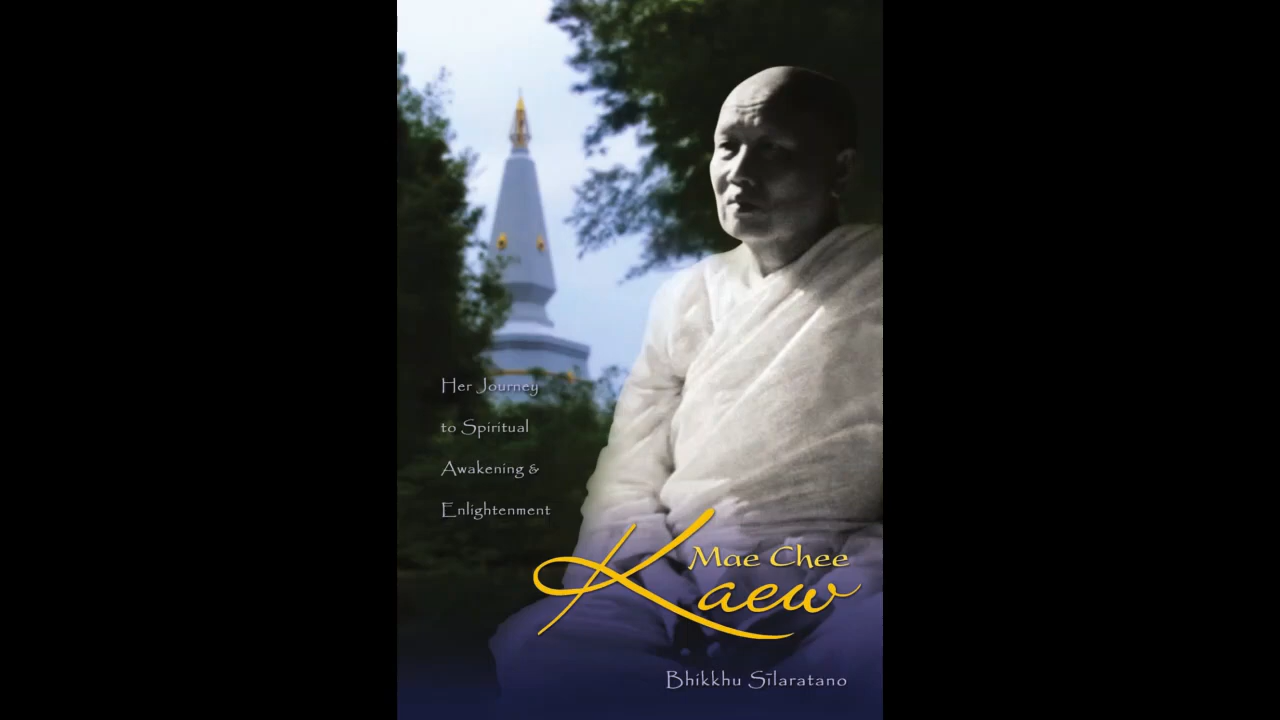 Her Journey
to Spiritual
Awakening &
Enlightenment
Mae Chee
Kaew
Bhikkhu Sīlaratano